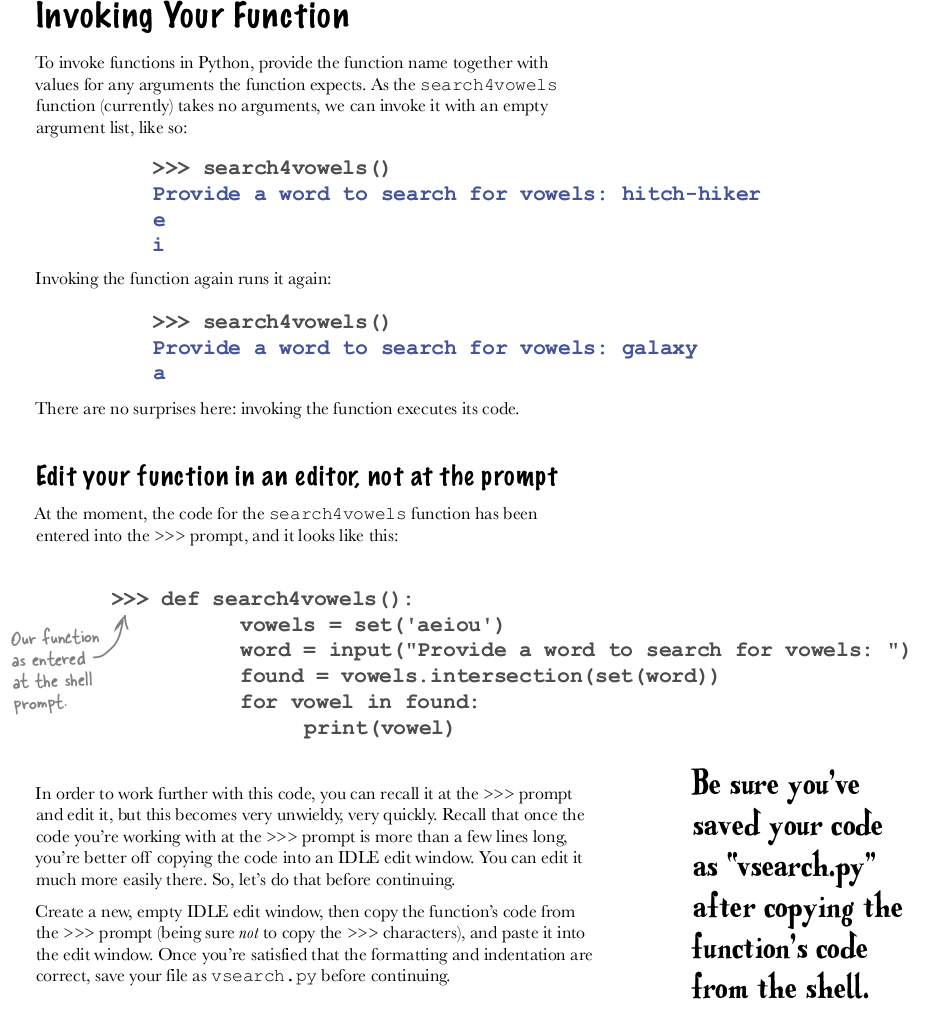 Invoking Your Function
To invoke functions in Python, provide the function name together with
values for any arguments the function expects. As the search4vowels
function (currently) takes no arguments, we can invoke it with an empty
argument list, like so:
>>> search4vowels()
Provide a word to search for vowels: hitch-hiker
e
i
Invoking the function again runs it again:
>>> search4vowels()
Provide a word to search for vowels: galaxy
a
There are no surprises here: invoking the function executes its code.
Edit your function in an editor, not at the prompt
At the moment, the code for the search4vowels function has been
entered into the >>> prompt, and it looks like this:
>>> def search4vowels():
        vowels = set('aeiou')
        word = input("Provide a word to search for vowels: ")
        found = vowels.intersection(set(word))
        for vowel in found:
            print(vowel)
Our function
as entered
at the shell
prompt.
In order to work further with this code, you can recall it at the >>> prompt
and edit it, but this becomes very unwieldy, very quickly. Recall that once the
code you're working with at the >>> prompt is more than a few lines long,
you're better off copying the code into an IDLE edit window. You can edit it
much more easily there. So, let's do that before continuing.
Create a new, empty IDLE edit window, then copy the function's code from
the >>> prompt (being sure not to copy the >>> characters), and paste it into
the edit window. Once you're satisfied that the formatting and indentation are
correct, save your file as vsearch.py before continuing.
Be sure you've
saved your code
as "vsearch.py"
after copying the
function's code
from the shell.